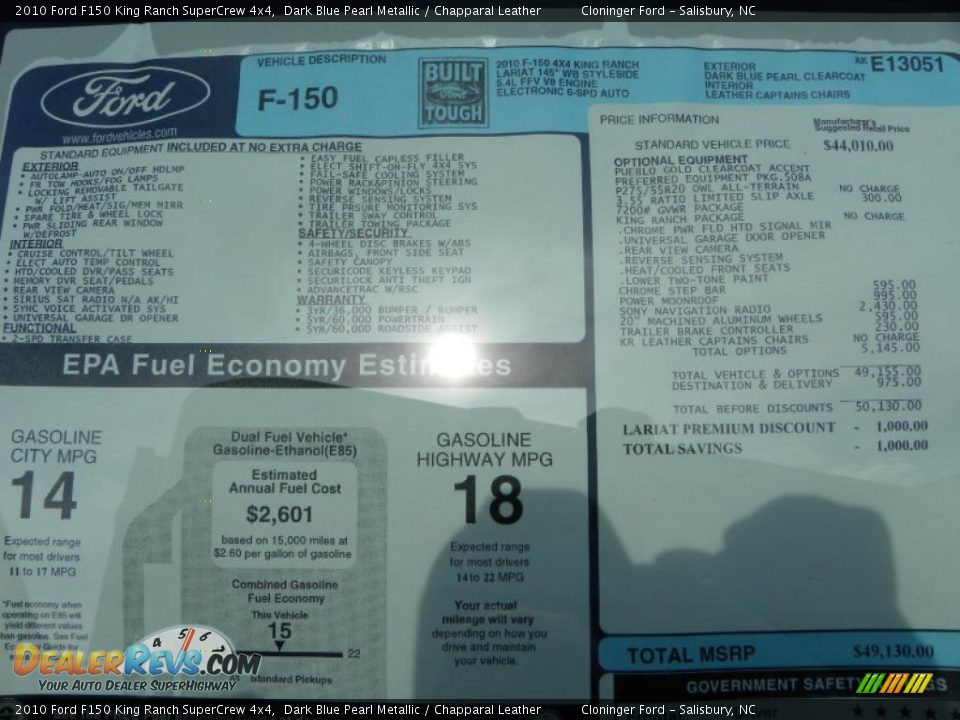 2010 Ford F150 King Ranch SuperCrew 4x4, Dark Blue Pearl Metallic / Chapparal Leather Cloninger Ford - Salisbury, NC
Ford
www.fordvehicles.com
VEHICLE DESCRIPTION
F-150
BUILT
Ford
TOUGH
2010 F-150 4X4 KING RANCH
LARIAT 145" WB STYLESIDE
5.4L FFV V8 ENGINE
ELECTRONIC 6-SPD AUTO
EXTERIOR
DARK BLUE PEARL CLEARCOAT
INTERIOR
LEATHER CAPTAINS CHAIRS
E13051
STANDARD EQUIPMENT INCLUDED AT NO EXTRA CHARGE
EXTERIOR
• AUTOLAMP-AUTO ON/OFF HDLMP
• FR TOW HOOKS/FOG LAMPS
• LOCKING REMOVABLE TAILGATE
W/ LIFT ASSIST
• PWR FOLD/HEAT/SIG/MEM MIRR
• SPARE TIRE & WHEEL LOCK
• PWR SLIDING REAR WINDOW
W/DEFROST
INTERIOR
• CRUISE CONTROL/TILT WHEEL
• ELECT AUTO TEMP CONTROL
• HTD/COOLED DVR/PASS SEATS
• MEMORY DVR SEAT/PEDALS
• REAR VIEW CAMERA
• SIRIUS SAT RADIO N/A AK/HI
• SYNC VOICE ACTIVATED SYS
• UNIVERSAL GARAGE DR OPENER
FUNCTIONAL
• 2-SPD TRANSFER CASE
• EASY FUEL CAPLESS FILLER
• ELECT SHIFT-ON-FLY 4X4 SYS
• FAIL-SAFE COOLING SYSTEM
• POWER RACK&PINION STEERING
• POWER WINDOWS/LOCKS
• REVERSE SENSING SYSTEM
• TIRE PRSURE MONITORING SYS
• TRAILER SWAY CONTROL
• TRAILER TOWING PACKAGE
SAFETY/SECURITY
• 4-WHEEL DISC BRAKES W/ABS
• AIRBAGS, FRONT SIDE SEAT
• SAFETY CANOPY
• SECURICODE KEYLESS KEYPAD
• SECURILOCK ANTI THEFT IGN
• ADVANCETRAC W/RSC
WARRANTY
• 3YR/36,000 BUMPER / BUMPER
• 5YR/60,000 POWERTRAIN
• 5YR/60,000 ROADSIDE ASSIST
PRICE INFORMATION
Manufacturer's
Suggested Retail Price
STANDARD VEHICLE PRICE $44,010.00
OPTIONAL EQUIPMENT
PUEBLO GOLD CLEARCOAT ACCENT
PREFERRED EQUIPMENT PKG.508A
P275/55R20 OWL ALL-TERRAIN NO CHARGE
3.55 RATIO LIMITED SLIP AXLE 300.00
7200# GVWR PACKAGE
KING RANCH PACKAGE NO CHARGE
.CHROME PWR FLD HTD SIGNAL MIR
.UNIVERSAL GARAGE DOOR OPENER
.REAR VIEW CAMERA
.REVERSE SENSING SYSTEM
.HEAT/COOLED FRONT SEATS
.LOWER TWO-TONE PAINT
CHROME STEP BAR 595.00
POWER MOONROOF 995.00
SONY NAVIGATION RADIO 2,430.00
20" MACHINED ALUMINUM WHEELS 595.00
TRAILER BRAKE CONTROLLER 230.00
KR LEATHER CAPTAINS CHAIRS NO CHARGE
TOTAL OPTIONS 5,145.00
TOTAL VEHICLE & OPTIONS 49,155.00
DESTINATION & DELIVERY 975.00
TOTAL BEFORE DISCOUNTS 50,130.00
LARIAT PREMIUM DISCOUNT - 1,000.00
TOTAL SAVINGS - 1,000.00
TOTAL MSRP $49,130.00
EPA Fuel Economy Estimates
GASOLINE
CITY MPG
14
Expected range
for most drivers
11 to 17 MPG
*Fuel economy when
operating on E85 will
yield different values
than gasoline. See Fuel
Dual Fuel Vehicle*
Gasoline-Ethanol(E85)
Estimated
Annual Fuel Cost
$2,601
based on 15,000 miles at
$2.60 per gallon of gasoline
Combined Gasoline
Fuel Economy
This Vehicle
15
22
Standard Pickups
GASOLINE
HIGHWAY MPG
18
Expected range
for most drivers
14 to 22 MPG
Your actual
mileage will vary
depending on how you
drive and maintain
your vehicle.
GOVERNMENT SAFETY
4 5 6
DEALERREVS.COM
YOUR AUTO DEALER SUPERHIGHWAY
2010 Ford F150 King Ranch SuperCrew 4x4, Dark Blue Pearl Metallic / Chapparal Leather Cloninger Ford - Salisbury, NC